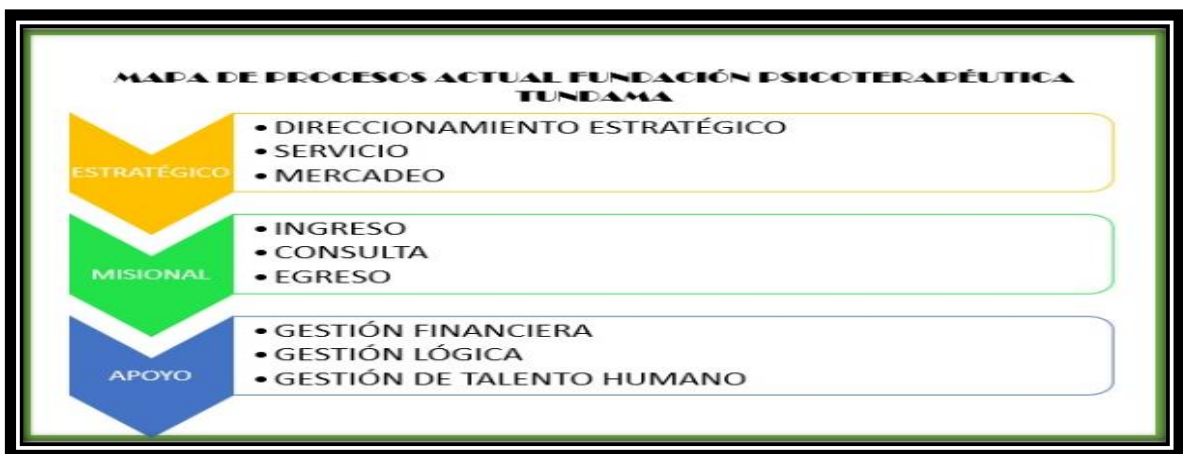 MAPA DE PROCESOS ACTUAL FUNDACIÓN PSICOTERAPÉUTICA
TUNDAMA
ESTRATÉGICO
• DIRECCIONAMIENTO ESTRATÉGICO
• SERVICIO
• MERCADEO
MISIONAL
• INGRESO
• CONSULTA
• EGRESO
APOYO
• GESTIÓN FINANCIERA
• GESTIÓN LÓGICA
• GESTIÓN DE TALENTO HUMANO